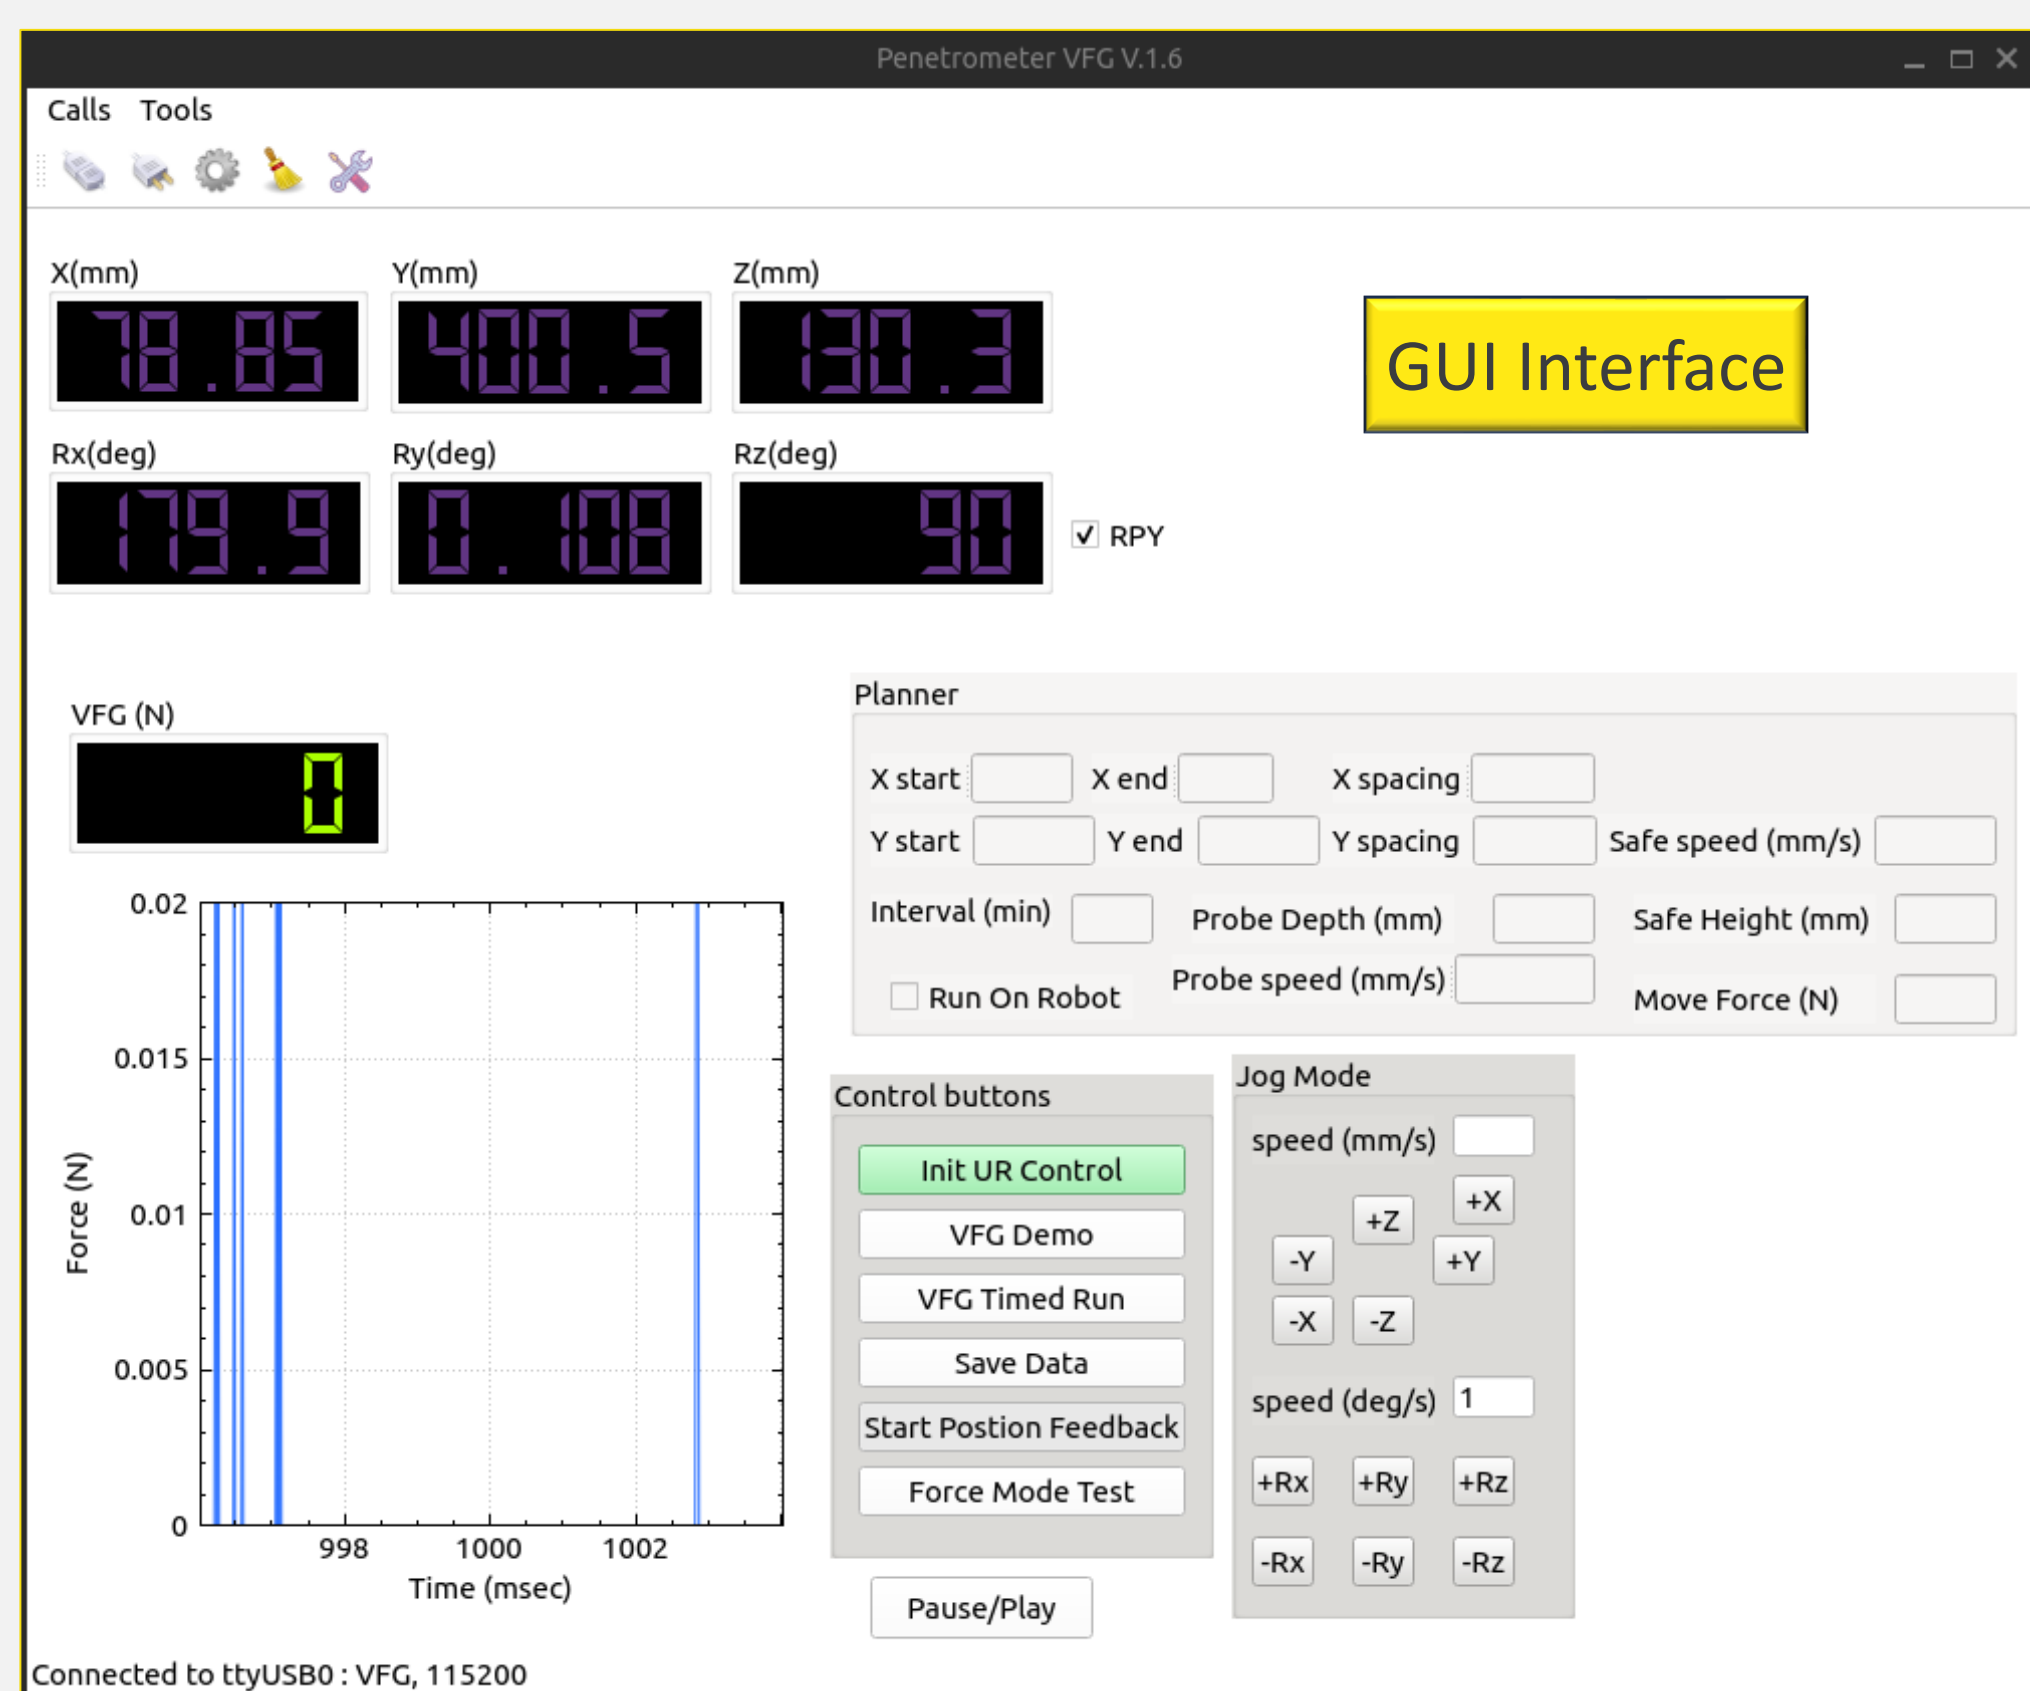 Penetrometer VFG V.1.6
Calls Tools
X(mm) Y(mm) Z(mm)
78.85 400.5 130.3
GUI Interface
Rx(deg) Ry(deg) Rz(deg)
179.9 0.108 90
RPY
VFG (N)
0
Planner
X start X end X spacing
Y start Y end Y spacing Safe speed (mm/s)
Interval (min) Probe Depth (mm) Safe Height (mm)
Run On Robot Probe speed (mm/s) Move Force (N)
0.02
0.015
0.01
0.005
0
Force (N)
998 1000 1002
Time (msec)
Control buttons
Init UR Control
VFG Demo
VFG Timed Run
Save Data
Start Postion Feedback
Force Mode Test
Pause/Play
Jog Mode
speed (mm/s)
+Z +X
-Y +Y
-X -Z
speed (deg/s) 1
+Rx +Ry +Rz
-Rx -Ry -Rz
Connected to ttyUSB0 : VFG, 115200